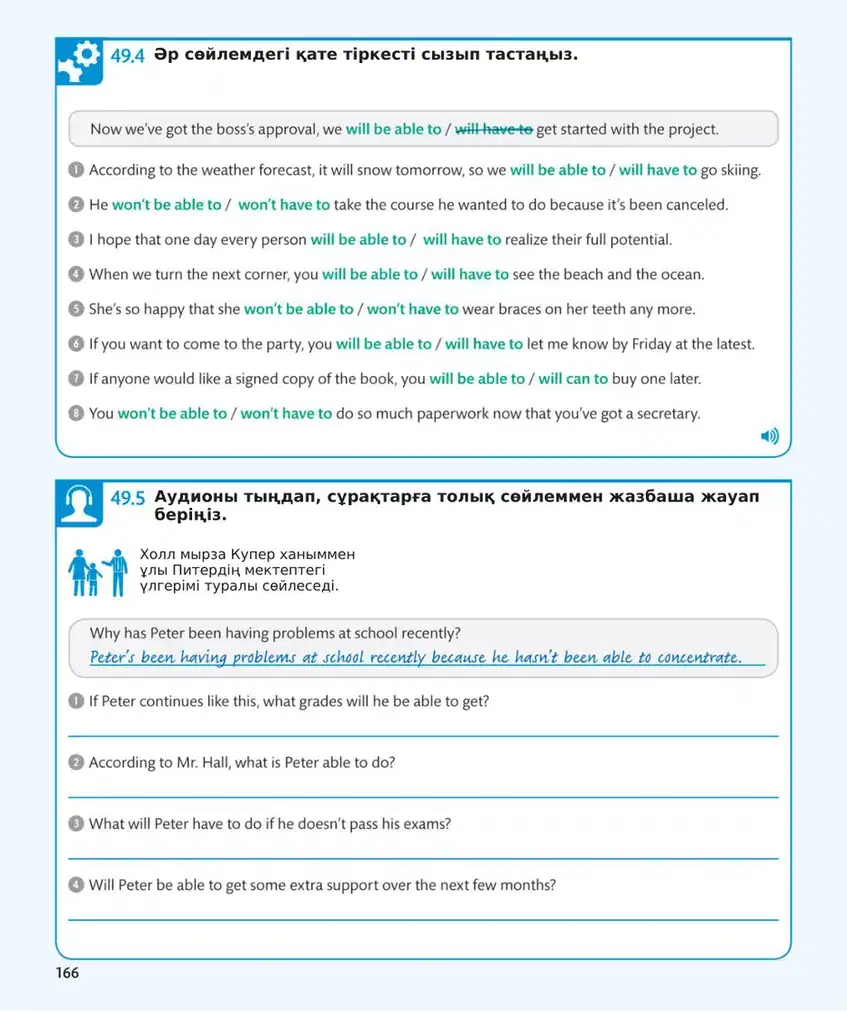 49.4 Әр сөйлемдегі қате тіркесті сызып тастаңыз.
Now we've got the boss's approval, we will be able to / will have to get started with the project.
1 According to the weather forecast, it will snow tomorrow, so we will be able to / will have to go skiing.
2 He won't be able to / won't have to take the course he wanted to do because it's been canceled.
3 I hope that one day every person will be able to / will have to realize their full potential.
4 When we turn the next corner, you will be able to / will have to see the beach and the ocean.
5 She's so happy that she won't be able to / won't have to wear braces on her teeth any more.
6 If you want to come to the party, you will be able to / will have to let me know by Friday at the latest.
7 If anyone would like a signed copy of the book, you will be able to / will can to buy one later.
8 You won't be able to / won't have to do so much paperwork now that you've got a secretary.
49.5 Аудионы тыңдап, сұрақтарға толық сөйлеммен жазбаша жауап
беріңіз.
Холл мырза Купер ханыммен
ұлы Питердің мектептегі
үлгерімі туралы сөйлеседі.
Why has Peter been having problems at school recently?
Peter's been having problems at school recently because he hasn't been able to concentrate.
1 If Peter continues like this, what grades will he be able to get?
2 According to Mr. Hall, what is Peter able to do?
3 What will Peter have to do if he doesn't pass his exams?
4 Will Peter be able to get some extra support over the next few months?
166